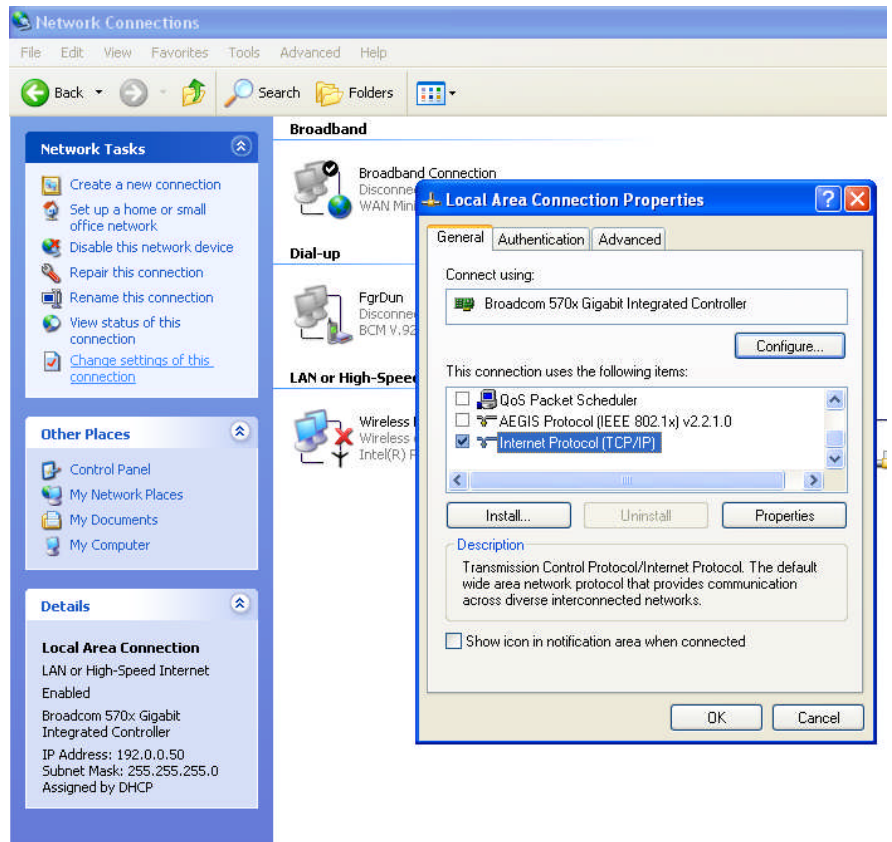 Network Connections
File Edit View Favorites Tools Advanced Help
Back Search Folders
Network Tasks
Create a new connection
Set up a home or small
office network
Disable this network device
Repair this connection
Rename this connection
View status of this
connection
Change settings of this
connection
Other Places
Control Panel
My Network Places
My Documents
My Computer
Details
Local Area Connection
LAN or High-Speed Internet
Enabled
Broadcom 570x Gigabit
Integrated Controller
IP Address: 192.0.0.50
Subnet Mask: 255.255.255.0
Assigned by DHCP
Broadband
Broadband Connection
WAN
Dial-up
FgrDun
BCM V.92
LAN or
Wireless
Wireless
Intel(R)
Local Area Connection Properties
General Authentication Advanced
Connect using:
Broadcom 570x Gigabit Integrated Controller
Configure...
This connection uses the following items:
QoS Packet Scheduler
AEGIS Protocol (IEEE 802.1x) v2.2.1.0
Internet Protocol (TCP/IP)
Install... Uninstall Properties
Description
Transmission Control Protocol/Internet Protocol. The default
wide area network protocol that provides communication
across diverse interconnected networks.
Show icon in notification area when connected
OK Cancel